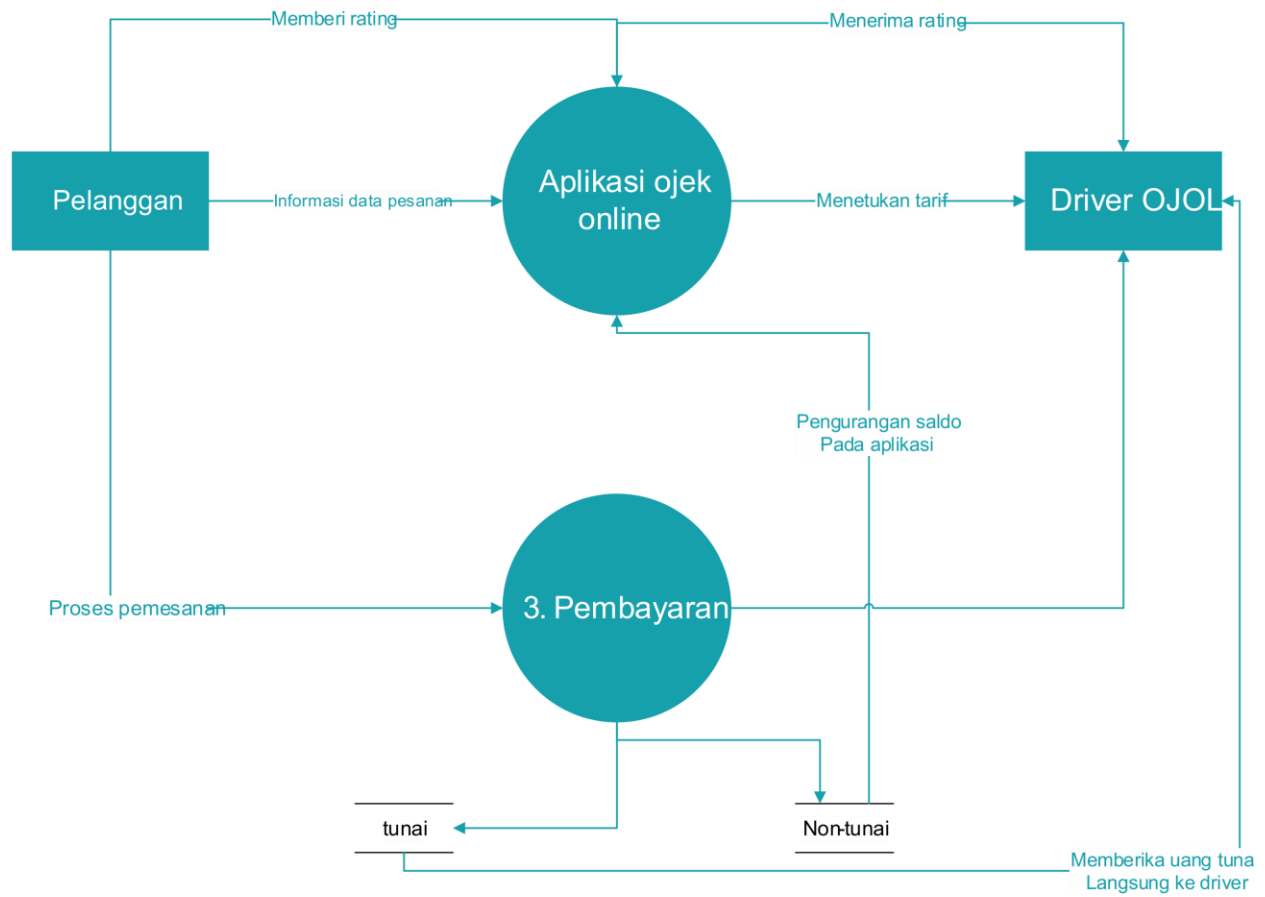 Memberi rating
Menerima rating
Pelanggan
Informasi data pesanan
Aplikasi ojek
online
Menetukan tarif
Driver OJOL
Pengurangan saldo
Pada aplikasi
Proses pemesanan
3. Pembayaran
tunai
Non-tunai
Memberika uang tuna
Langsung ke driver